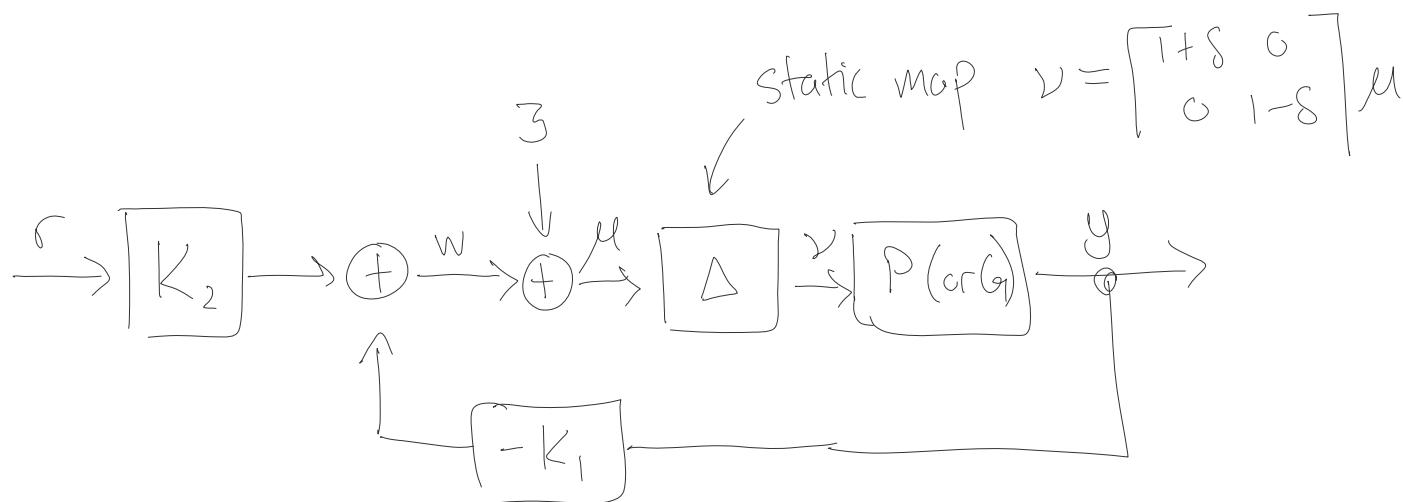 static map ν = [1+δ 0
0 1-δ] μ
3
r K₂ + w + μ Δ ν P (or G) y
-K₁